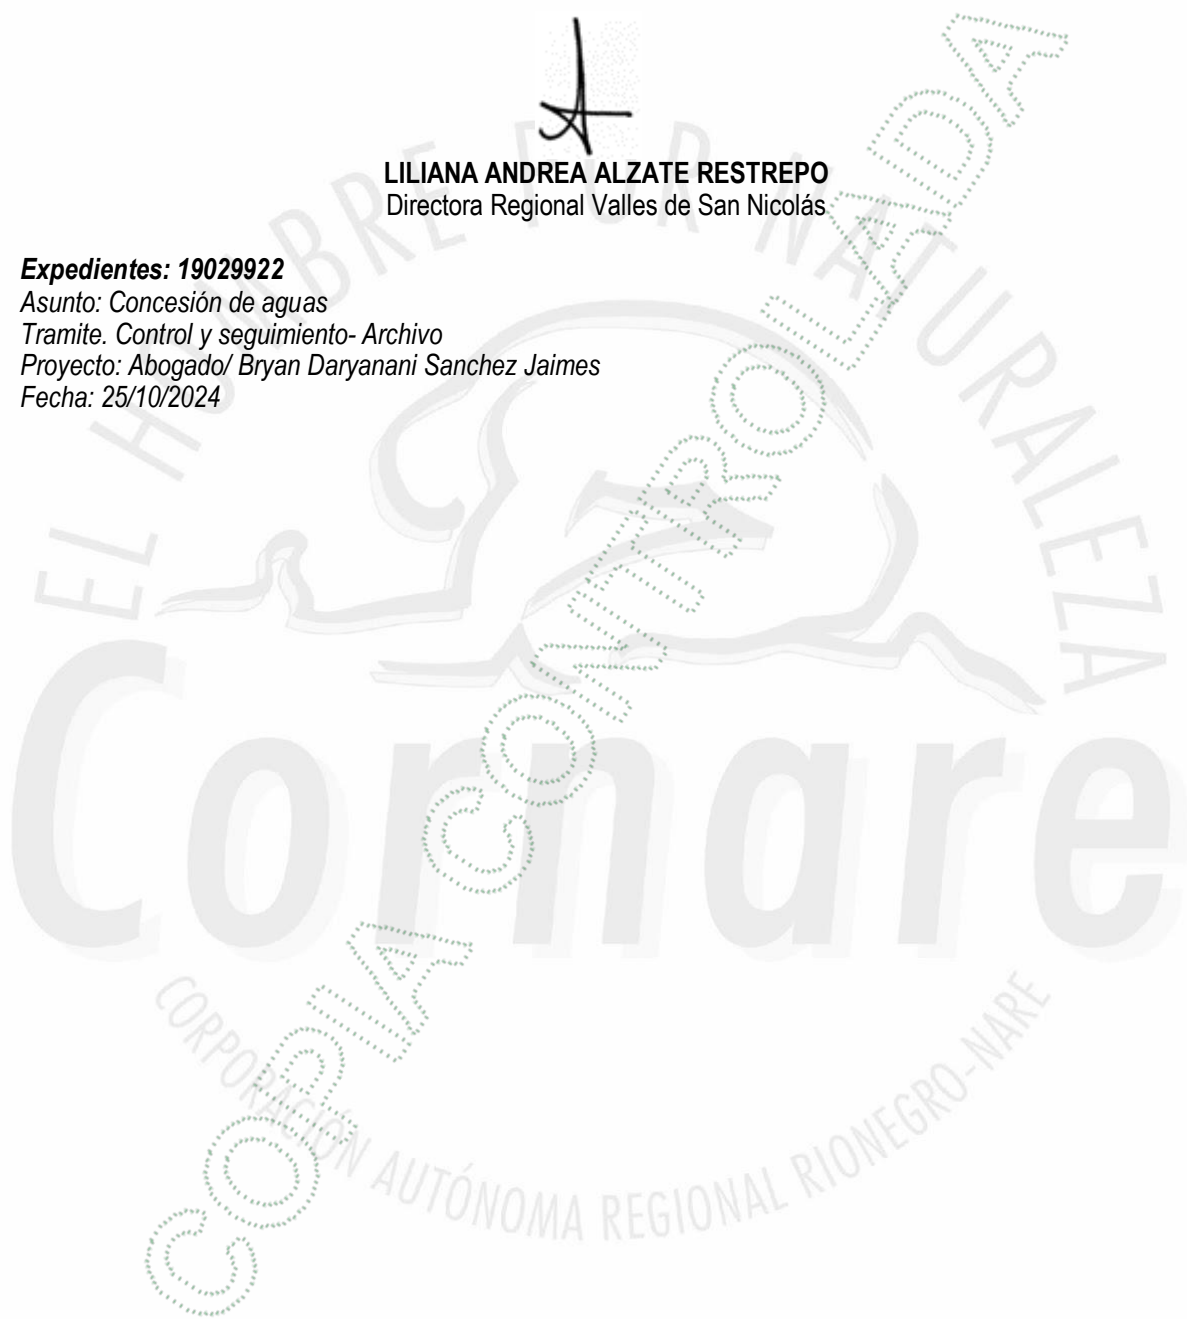 LILIANA ANDREA ALZATE RESTREPO
Directora Regional Valles de San Nicolás
Expedientes: 19029922
Asunto: Concesión de aguas
Tramite. Control y seguimiento- Archivo
Proyecto: Abogado/ Bryan Daryanani Sanchez Jaimes
Fecha: 25/10/2024
EL HOMBRE Y SU NATURALEZA
Cornare
CORPORACIÓN AUTÓNOMA REGIONAL RIONEGRO-NARE
COPIA CONTROLADA